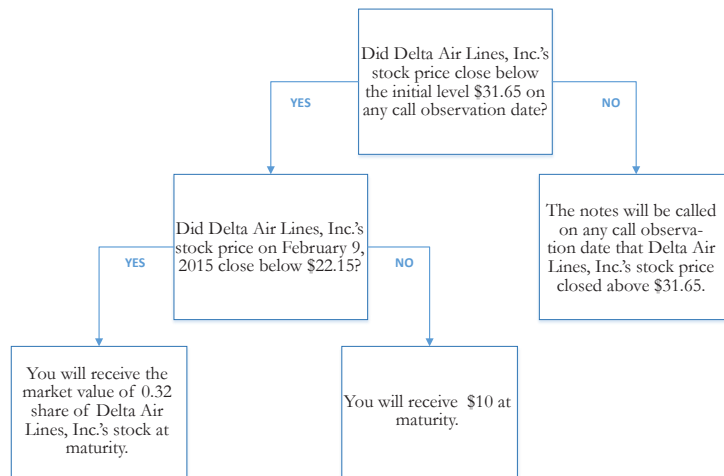 Did Delta Air Lines, Inc.'s
stock price close below
the initial level $31.65 on
any call observation date?
YES
NO
Did Delta Air Lines, Inc.'s
stock price on February 9,
2015 close below $22.15?
The notes will be called
on any call observa-
tion date that Delta Air
Lines, Inc.'s stock price
closed above $31.65.
YES
NO
You will receive the
market value of 0.32
share of Delta Air
Lines, Inc.'s stock at
maturity.
You will receive $10 at
maturity.